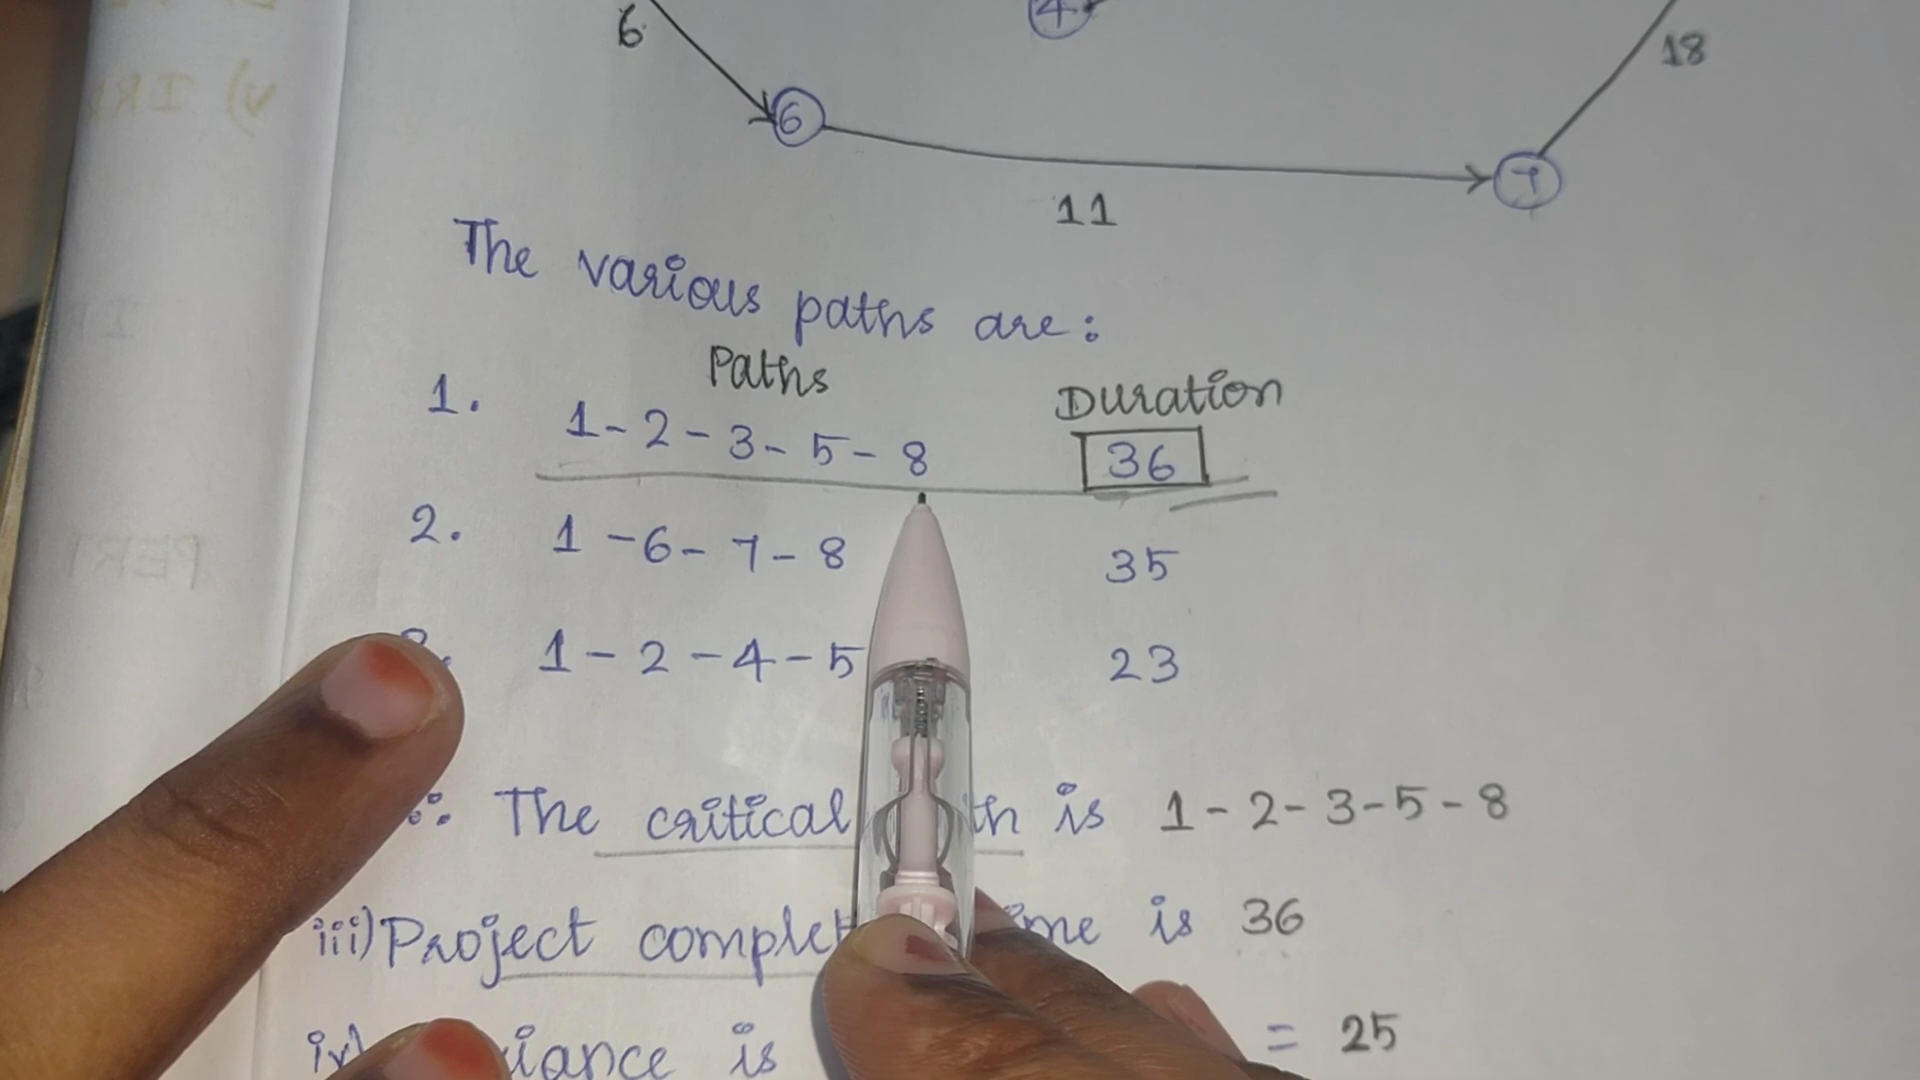 4
6
18
6
7
11
The various paths are:
Paths Duration
1. 1-2-3-5-8 36
2. 1-6-7-8 35
1-2-4-5 23
∴ The critical is 1-2-3-5-8
iii) Project is 36
iv) is = 25